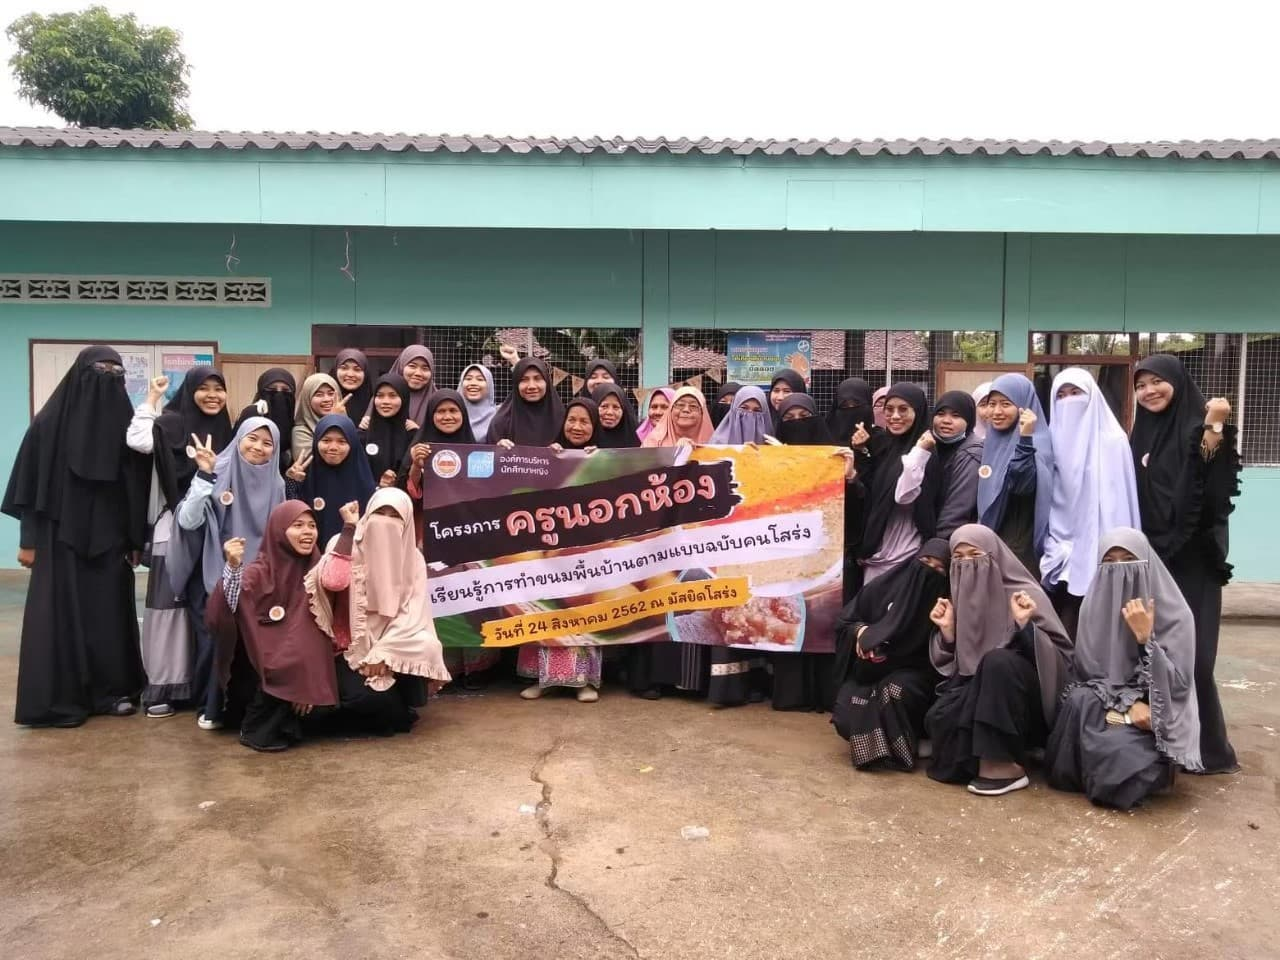 องค์การบริหาร
นักศึกษาหญิง
โครงการ ครูนอกห้อง
เรียนรู้การทำขนมพื้นบ้านตามแบบฉบับคนโสร่ง
วันที่ 24 สิงหาคม 2562 ณ มัสยิดโสร่ง